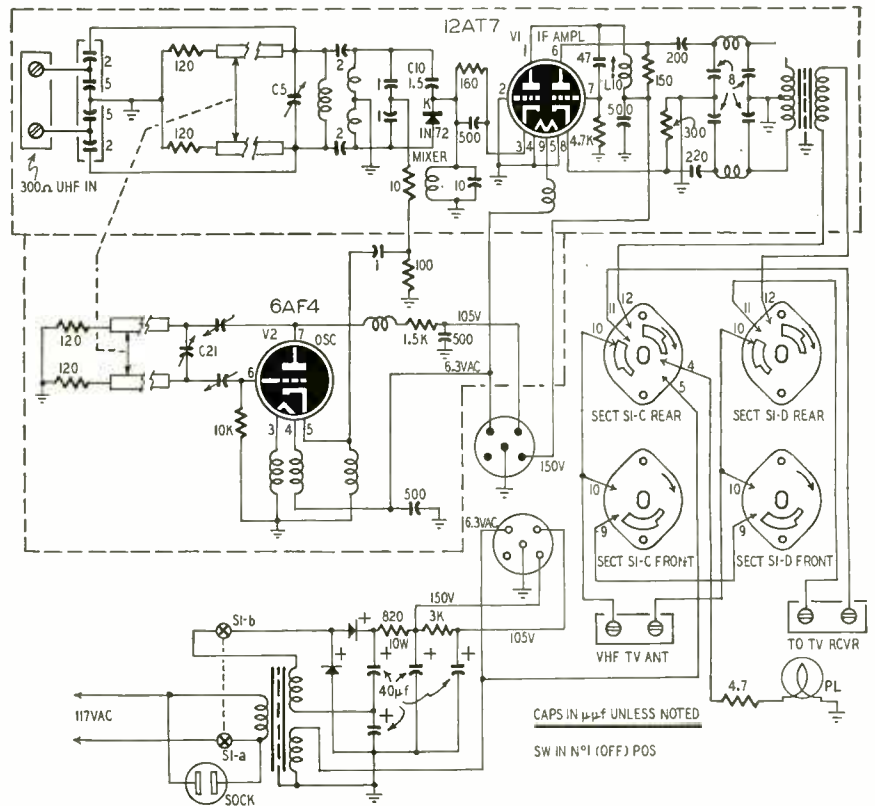 12AT7
V1 IF AMPL
1
6
2
5
5
2
120
120
C5
2
2
1
1
C10
1.5
K
1N72
MIXER
160
500
10
2
7
3 4 9 5 8
47
L10
500
4.7K
150
300
200
220
8
300Ω UHF IN
10
1
100
6AF4
V2
7
OSC
6
3 4 5
120
120
C21
10K
1.5K
105V
500
6.3VAC
500
150V
11
12
10
4
5
SECT S1-C REAR
11
12
10
SECT S1-D REAR
10
9
SECT S1-C FRONT
10
9
SECT S1-D FRONT
6.3VAC
150V
105V
S1-b
+
+
820
10W
3K
+
+
+
+
40µf
117VAC
S1-a
SOCK
VHF TV ANT
TO TV RCVR
4.7
PL
CAPS IN µµf UNLESS NOTED
SW IN Nº1 (OFF) POS